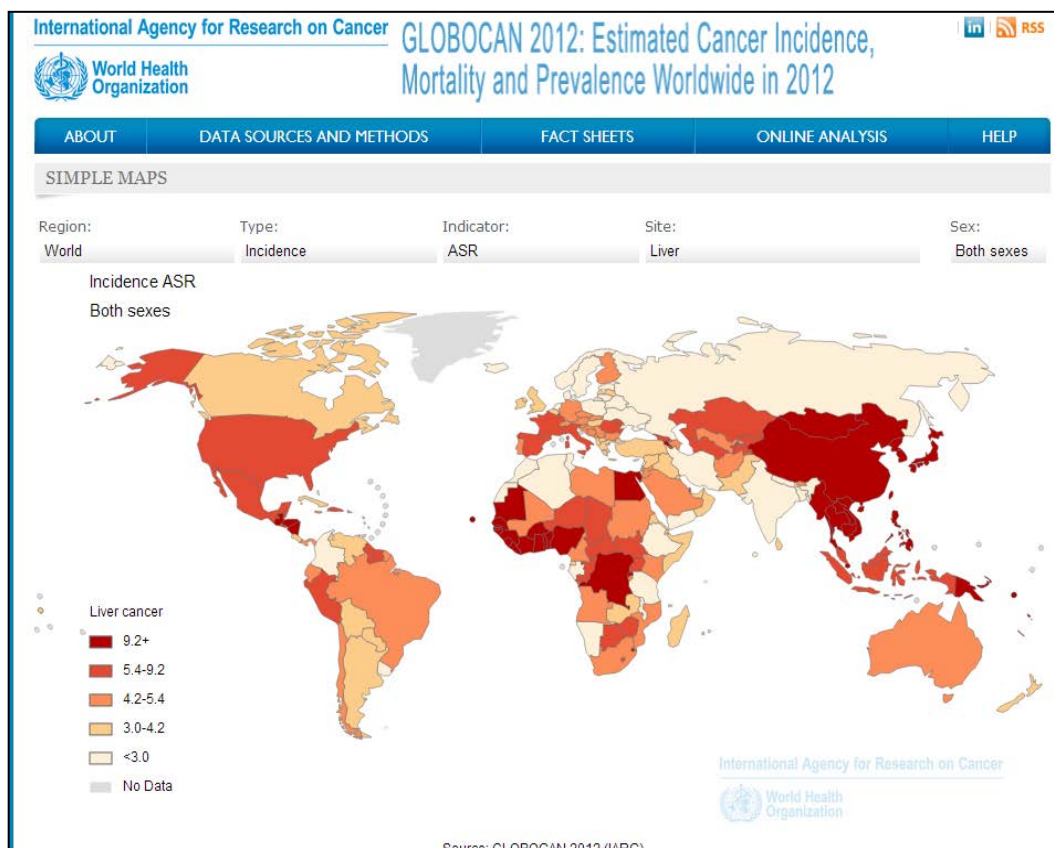 International Agency for Research on Cancer
World Health
Organization
GLOBOCAN 2012: Estimated Cancer Incidence,
Mortality and Prevalence Worldwide in 2012
in RSS
ABOUT DATA SOURCES AND METHODS FACT SHEETS ONLINE ANALYSIS HELP
SIMPLE MAPS
Region: Type: Indicator: Site: Sex:
World Incidence ASR Liver Both sexes
Incidence ASR
Both sexes
Liver cancer
9.2+
5.4-9.2
4.2-5.4
3.0-4.2
<3.0
No Data
International Agency for Research on Cancer
World Health
Organization
Source: GLOBOCAN 2012 (IARC)